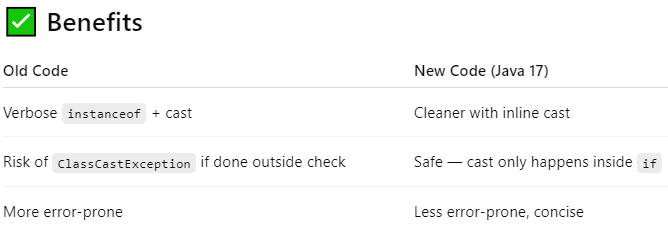 ✅ Benefits
Old Code New Code (Java 17)
Verbose instanceof + cast Cleaner with inline cast
Risk of ClassCastException if done outside check Safe — cast only happens inside if
More error-prone Less error-prone, concise